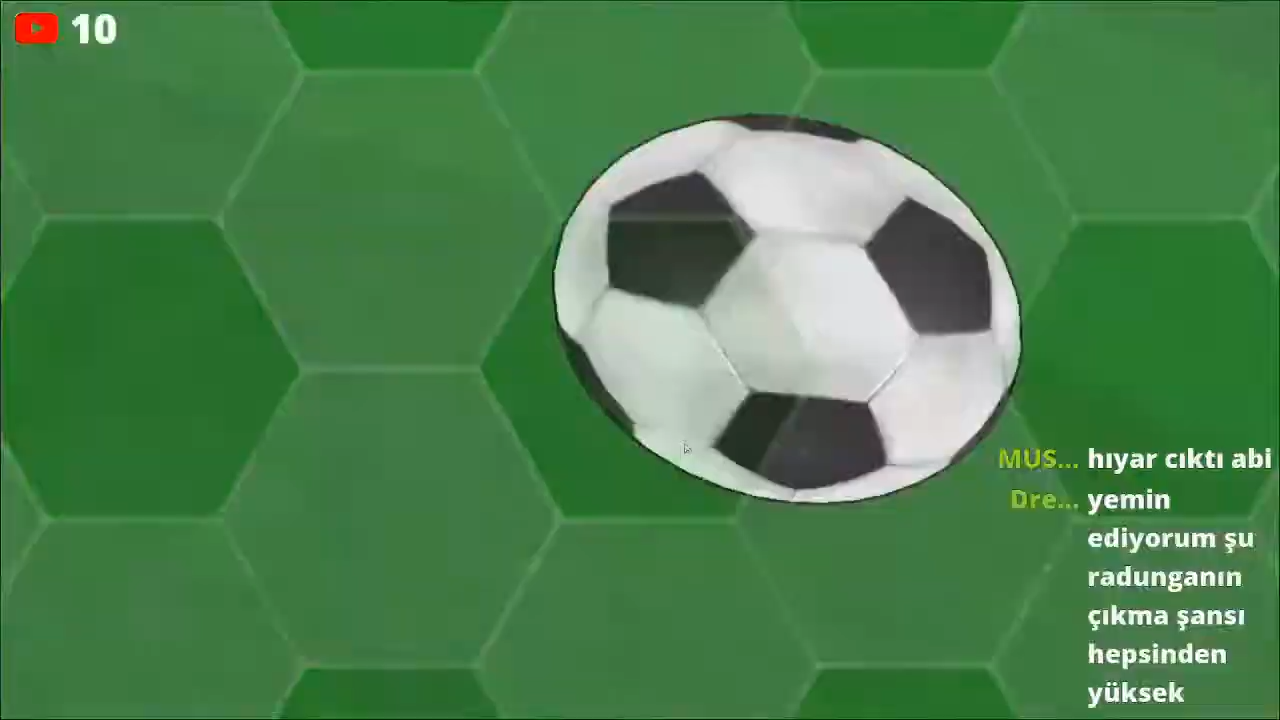 10
MUS... hıyar cıktı abi
Dre... yemin
ediyorum şu
radunganın
çıkma şansı
hepsinden
yüksek